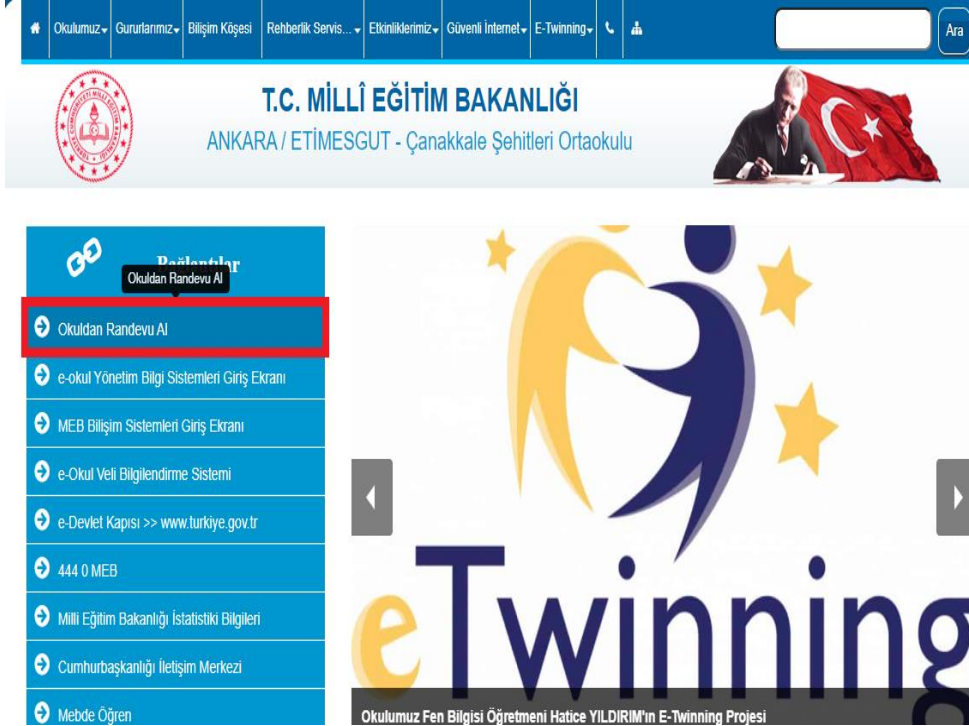 Okulumuz
Gururlarımız
Bilişim Köşesi
Rehberlik Servis...
Etkinliklerimiz
Güvenli İnternet
E-Twinning
Ara
T.C. MİLLÎ EĞİTİM BAKANLIĞI
ANKARA / ETİMESGUT - Çanakkale Şehitleri Ortaokulu
Bağlantılar
Okuldan Randevu Al
Okuldan Randevu Al
e-okul Yönetim Bilgi Sistemleri Giriş Ekranı
MEB Bilişim Sistemleri Giriş Ekranı
e-Okul Veli Bilgilendirme Sistemi
e-Devlet Kapısı >> www.turkiye.gov.tr
444 0 MEB
Milli Eğitim Bakanlığı İstatistiki Bilgileri
Cumhurbaşkanlığı İletişim Merkezi
Mebde Öğren
eTwinning
Okulumuz Fen Bilgisi Öğretmeni Hatice YILDIRIM'ın E-Twinning Projesi